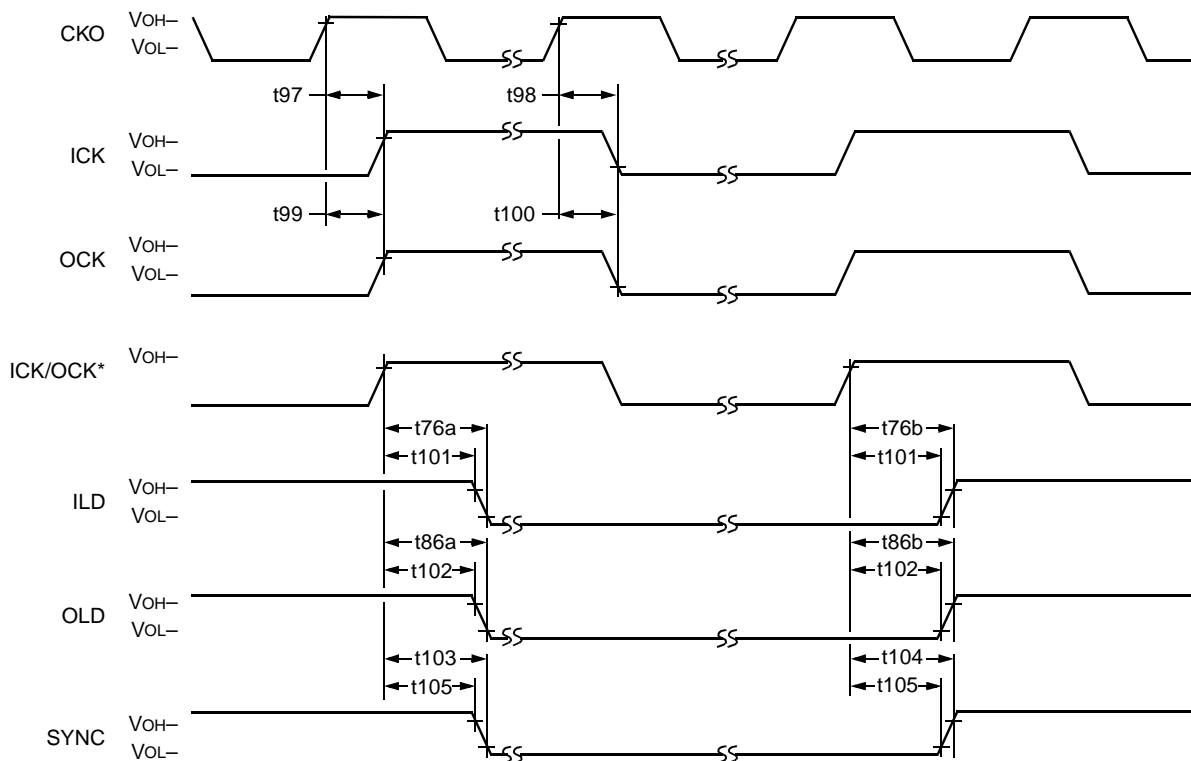 CKO
VOH–
VOL–
t97
t98
ICK
VOH–
VOL–
t99
t100
OCK
VOH–
VOL–
ICK/OCK*
VOH–
t76a
t76b
t101
t101
ILD
VOH–
VOL–
t86a
t86b
t102
t102
OLD
VOH–
VOL–
t103
t104
t105
t105
SYNC
VOH–
VOL–